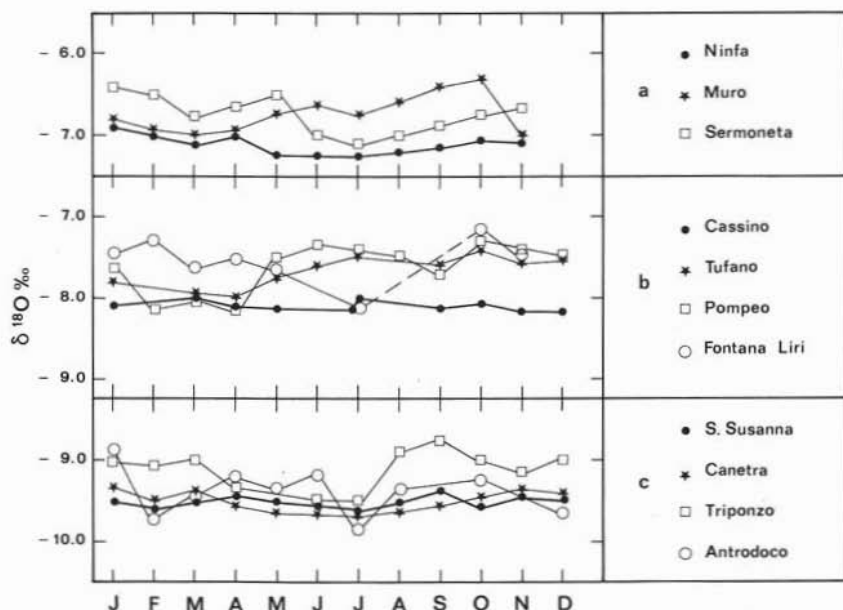 δ 18O ‰
- 6.0
- 7.0
a
Ninfa
Muro
Sermoneta
- 7.0
- 8.0
- 9.0
b
Cassino
Tufano
Pompeo
Fontana Liri
- 9.0
- 10.0
c
S. Susanna
Canetra
Triponzo
Antrodoco
J F M A M J J A S O N D